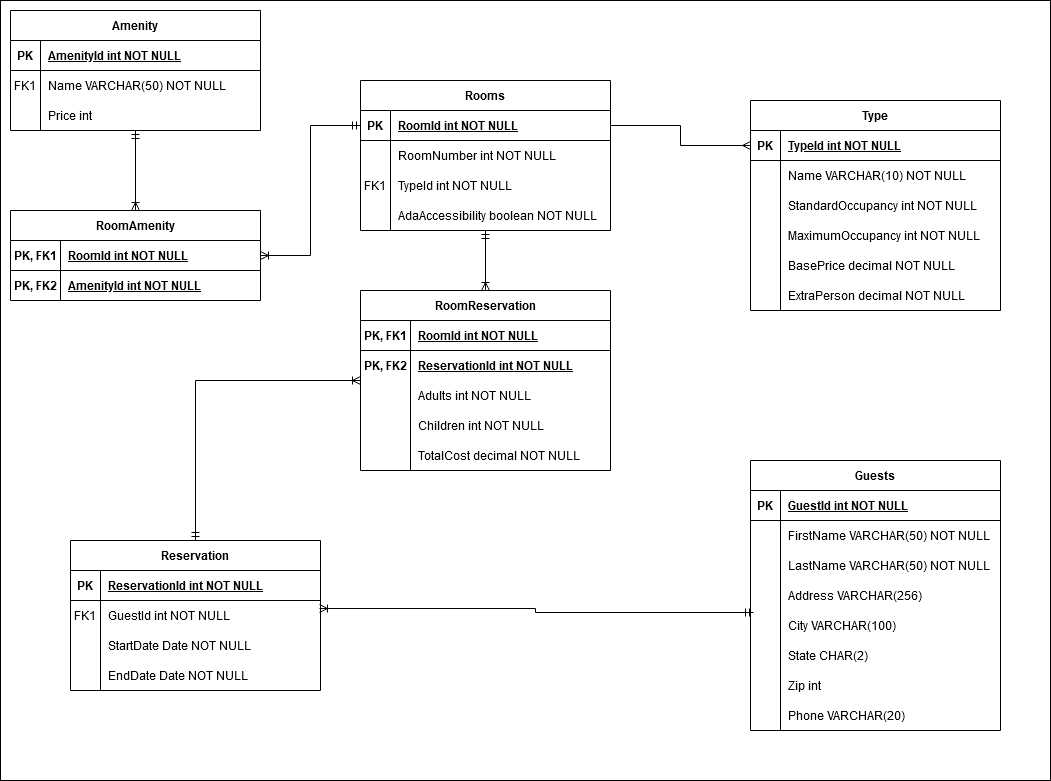 Amenity
PK AmenityId int NOT NULL
FK1 Name VARCHAR(50) NOT NULL
Price int
RoomAmenity
PK, FK1 RoomId int NOT NULL
PK, FK2 AmenityId int NOT NULL
Rooms
PK RoomId int NOT NULL
RoomNumber int NOT NULL
FK1 TypeId int NOT NULL
AdaAccessibility boolean NOT NULL
Type
PK TypeId int NOT NULL
Name VARCHAR(10) NOT NULL
StandardOccupancy int NOT NULL
MaximumOccupancy int NOT NULL
BasePrice decimal NOT NULL
ExtraPerson decimal NOT NULL
RoomReservation
PK, FK1 RoomId int NOT NULL
PK, FK2 ReservationId int NOT NULL
Adults int NOT NULL
Children int NOT NULL
TotalCost decimal NOT NULL
Reservation
PK ReservationId int NOT NULL
FK1 GuestId int NOT NULL
StartDate Date NOT NULL
EndDate Date NOT NULL
Guests
PK GuestId int NOT NULL
FirstName VARCHAR(50) NOT NULL
LastName VARCHAR(50) NOT NULL
Address VARCHAR(256)
City VARCHAR(100)
State CHAR(2)
Zip int
Phone VARCHAR(20)